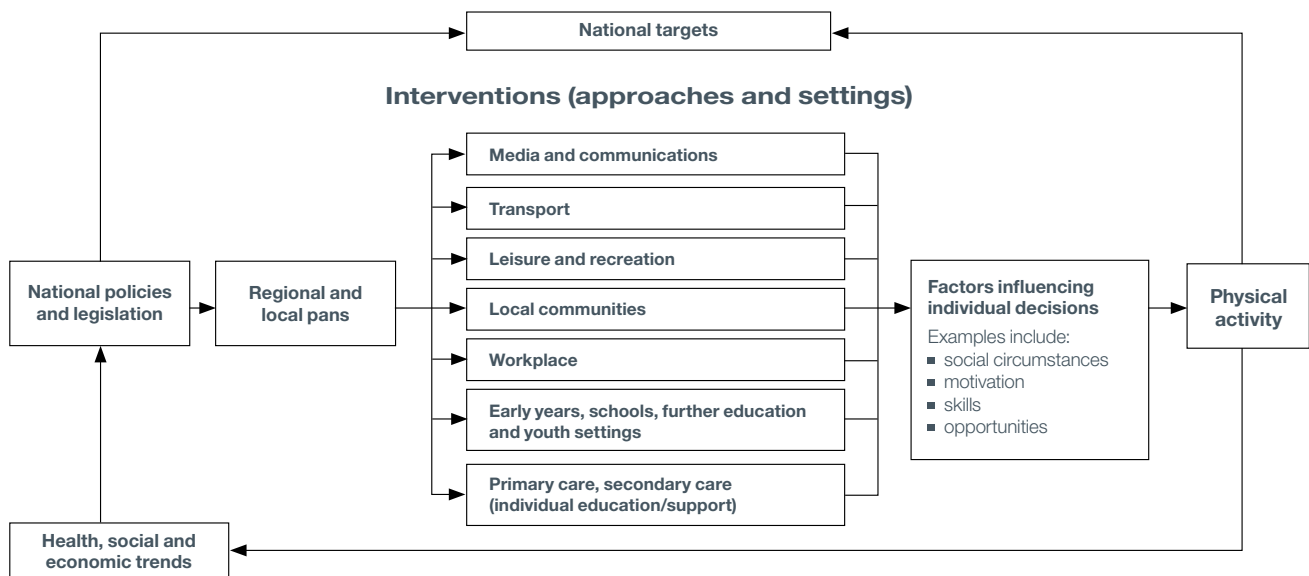 National targets
Interventions (approaches and settings)
Media and communications
Transport
Leisure and recreation
National policies
and legislation
Regional and
local pans
Local communities
Workplace
Early years, schools, further education
and youth settings
Primary care, secondary care
(individual education/support)
Factors influencing
individual decisions
Examples include:
▪ social circumstances
▪ motivation
▪ skills
▪ opportunities
Physical
activity
Health, social and
economic trends